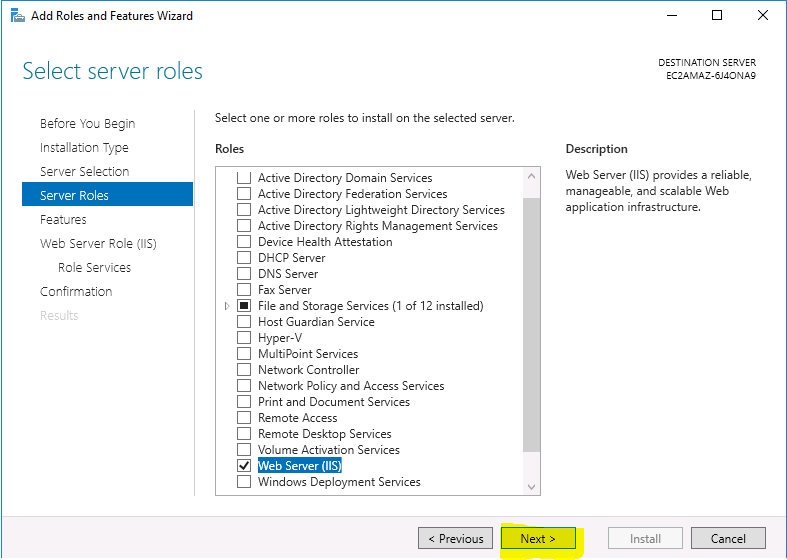 Add Roles and Features Wizard
Select server roles
DESTINATION SERVER
EC2AMAZ-6J4ONA9
Before You Begin
Installation Type
Server Selection
Server Roles
Features
Web Server Role (IIS)
Role Services
Confirmation
Results
Select one or more roles to install on the selected server.
Roles
Active Directory Domain Services
Active Directory Federation Services
Active Directory Lightweight Directory Services
Active Directory Rights Management Services
Device Health Attestation
DHCP Server
DNS Server
Fax Server
File and Storage Services (1 of 12 installed)
Host Guardian Service
Hyper-V
MultiPoint Services
Network Controller
Network Policy and Access Services
Print and Document Services
Remote Access
Remote Desktop Services
Volume Activation Services
Web Server (IIS)
Windows Deployment Services
Description
Web Server (IIS) provides a reliable,
manageable, and scalable Web
application infrastructure.
< Previous
Next >
Install
Cancel